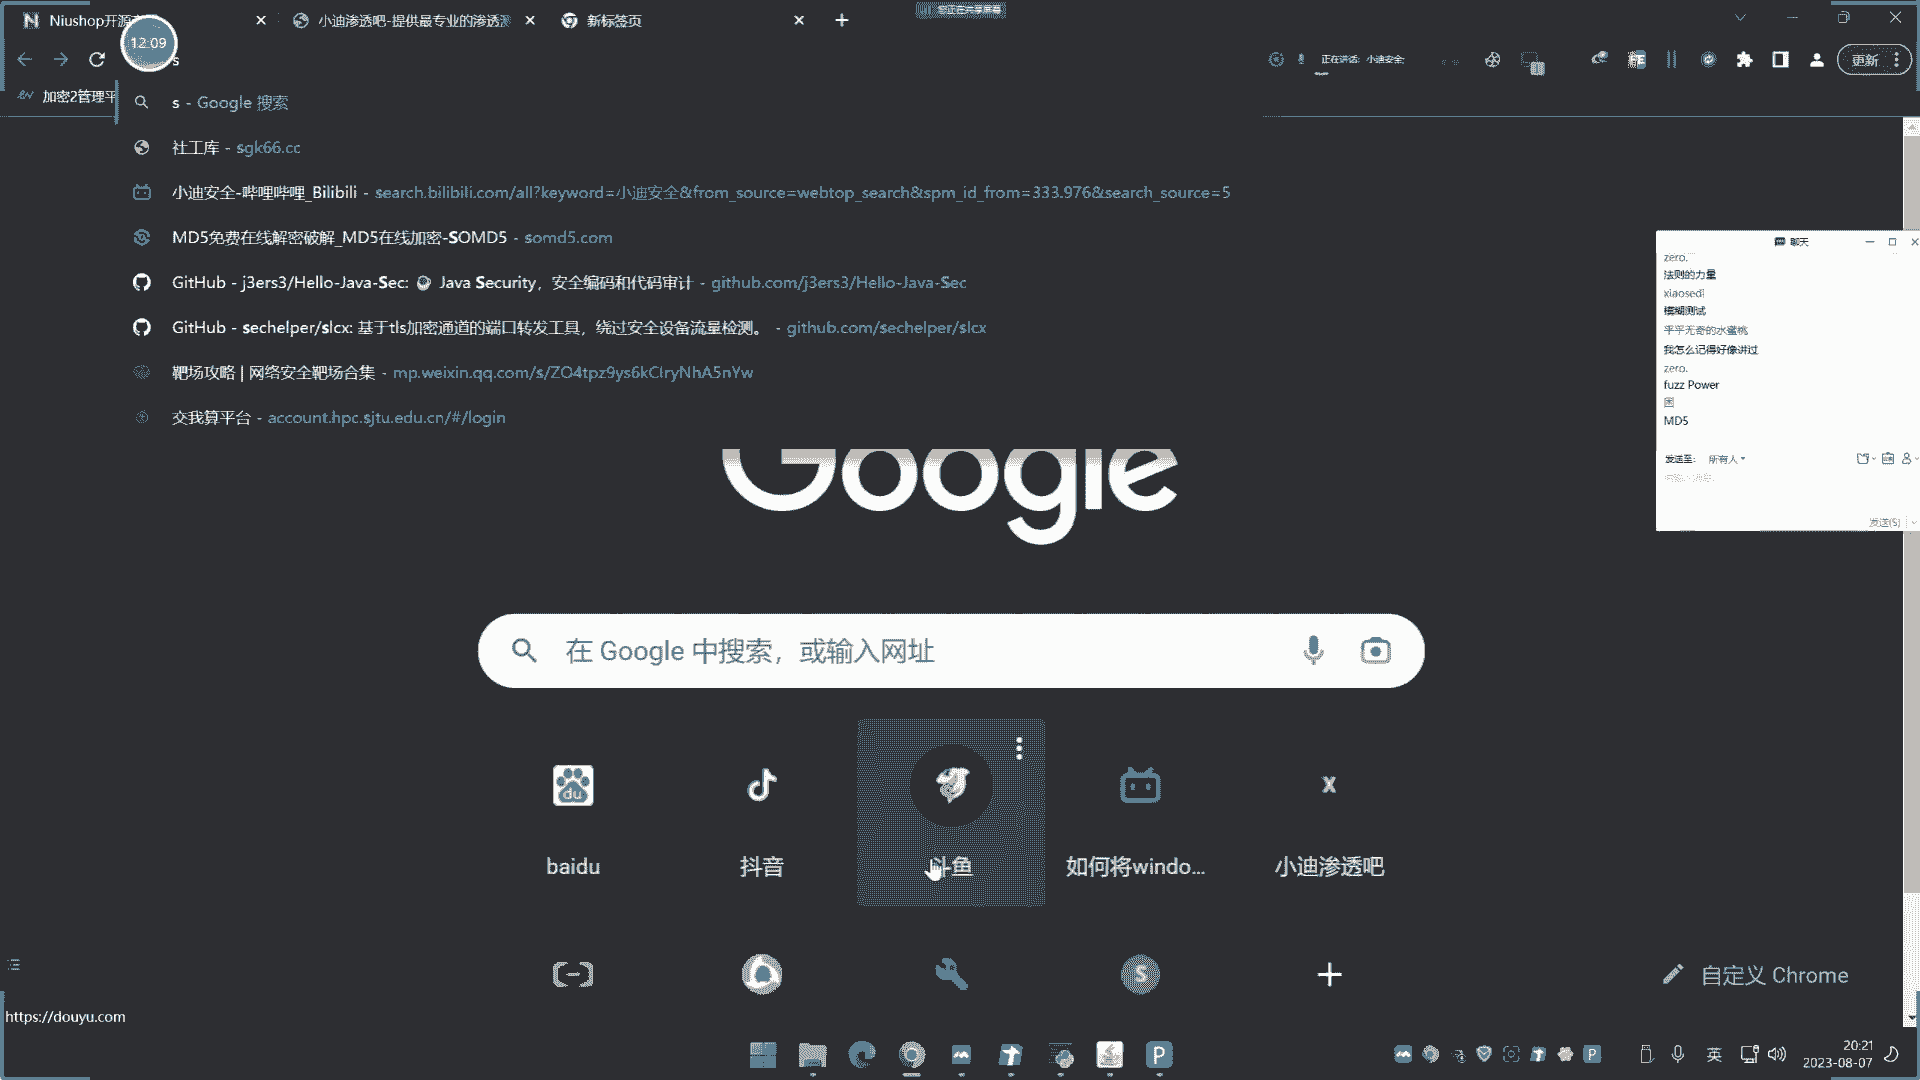 Niushop开源
小迪渗透吧-提供最专业的渗透测
新标签页
12:09
s
正在讲话: 小迪安全;
更新
加密2管理平
s - Google 搜索
社工库 - sgk66.cc
小迪安全-哔哩哔哩_Bilibili - search.bilibili.com/all?keyword=小迪安全&from_source=webtop_search&spm_id_from=333.976&search_source=5
MD5免费在线解密破解_MD5在线加密-SOMD5 - somd5.com
GitHub - j3ers3/Hello-Java-Sec: Java Security，安全编码和代码审计 - github.com/j3ers3/Hello-Java-Sec
GitHub - sechelper/slcx: 基于tls加密通道的端口转发工具，绕过安全设备流量检测。 - github.com/sechelper/slcx
靶场攻略 | 网络安全靶场合集 - mp.weixin.qq.com/s/ZO4tpz9ys6kCIryNhA5nYw
交我算平台 - account.hpc.sjtu.edu.cn/#/login
聊天
zero.
法则的力量
xiaosedi
模糊测试
平平无奇的水蜜桃
我怎么记得好像讲过
zero.
fuzz Power
困
MD5
发送至: 所有人
发送(S)
Google
在 Google 中搜索，或输入网址
du
X
baidu
抖音
斗鱼
如何将windo...
小迪渗透吧
S
自定义 Chrome
https://douyu.com
英
20:21
2023-08-07